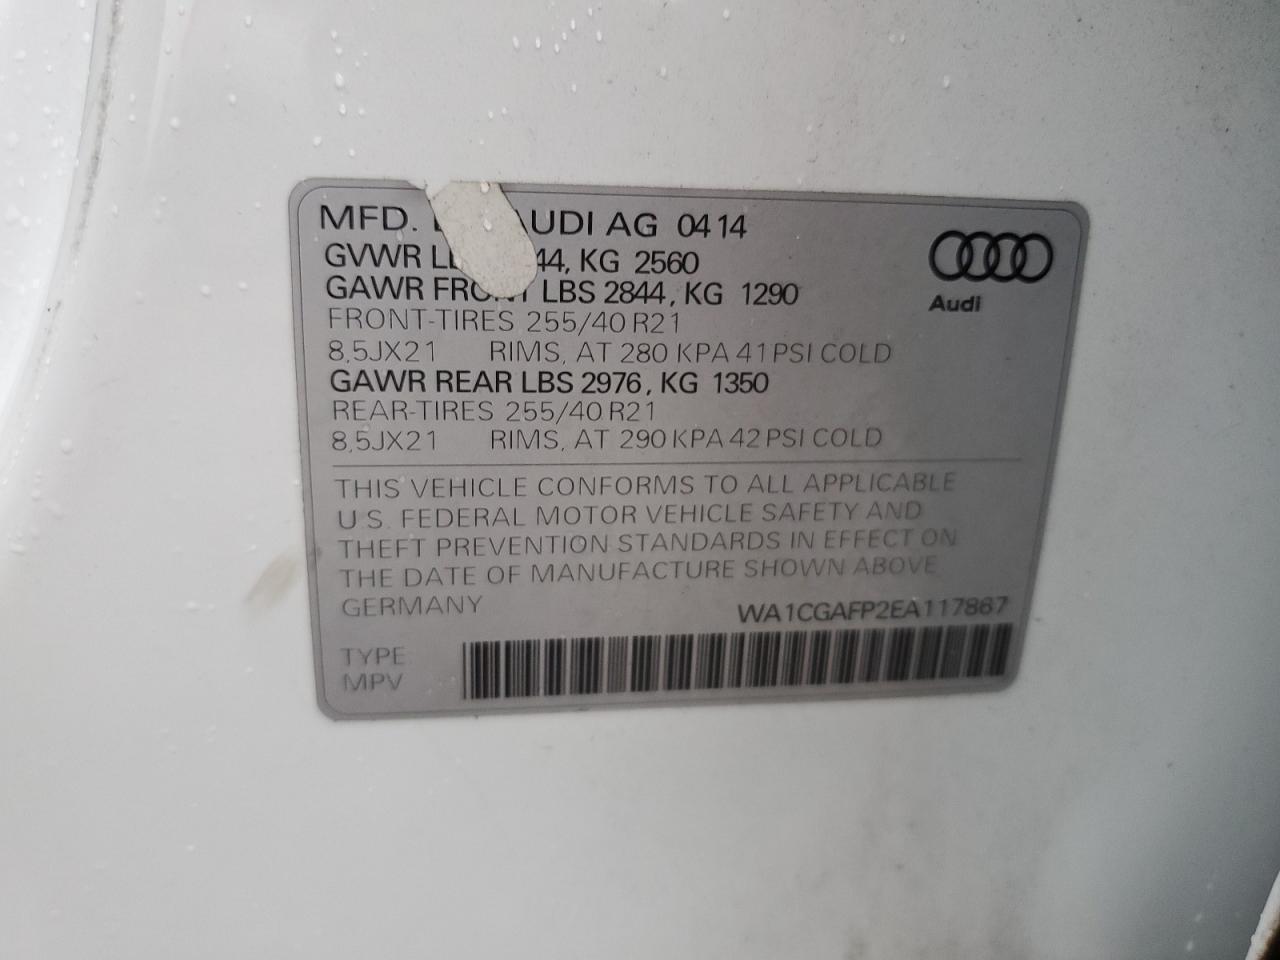 MFD. AUDI AG 0414
GVWR 44, KG 2560
GAWR FRONT LBS 2844, KG 1290
FRONT-TIRES 255/40 R21
8,5JX21 RIMS, AT 280 KPA 41 PSI COLD
GAWR REAR LBS 2976, KG 1350
REAR-TIRES 255/40 R21
8,5JX21 RIMS, AT 290 KPA 42 PSI COLD
Audi
THIS VEHICLE CONFORMS TO ALL APPLICABLE
U.S. FEDERAL MOTOR VEHICLE SAFETY AND
THEFT PREVENTION STANDARDS IN EFFECT ON
THE DATE OF MANUFACTURE SHOWN ABOVE
GERMANY WA1CGAFP2EA117867
TYPE
MPV